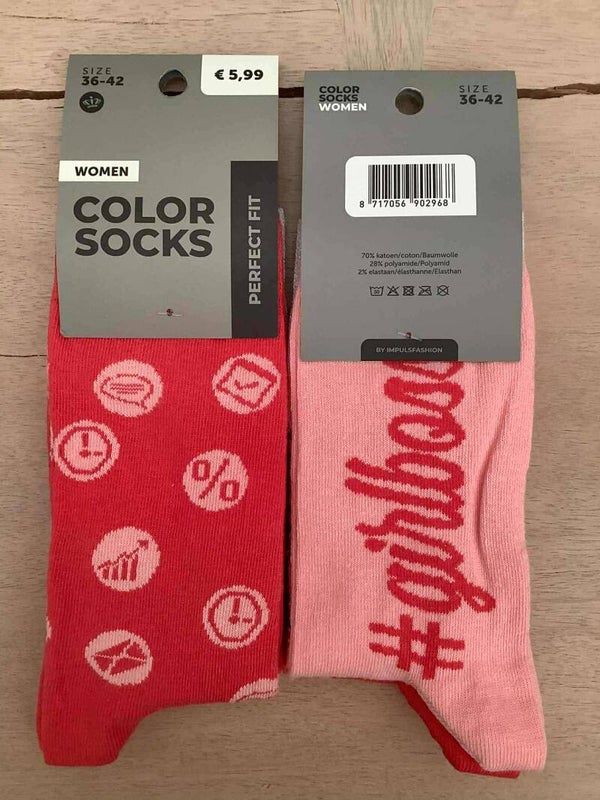 SIZE
36-42
€ 5,99
WOMEN
COLOR
SOCKS
PERFECT FIT
%
COLOR
SOCKS
WOMEN
SIZE
36-42
8 717056 902968
70% katoen/coton/Baumwolle
28% polyamide/Polyamid
2% elastaan/élasthanne/Elasthan
BY IMPULSFASHION
#girlboss